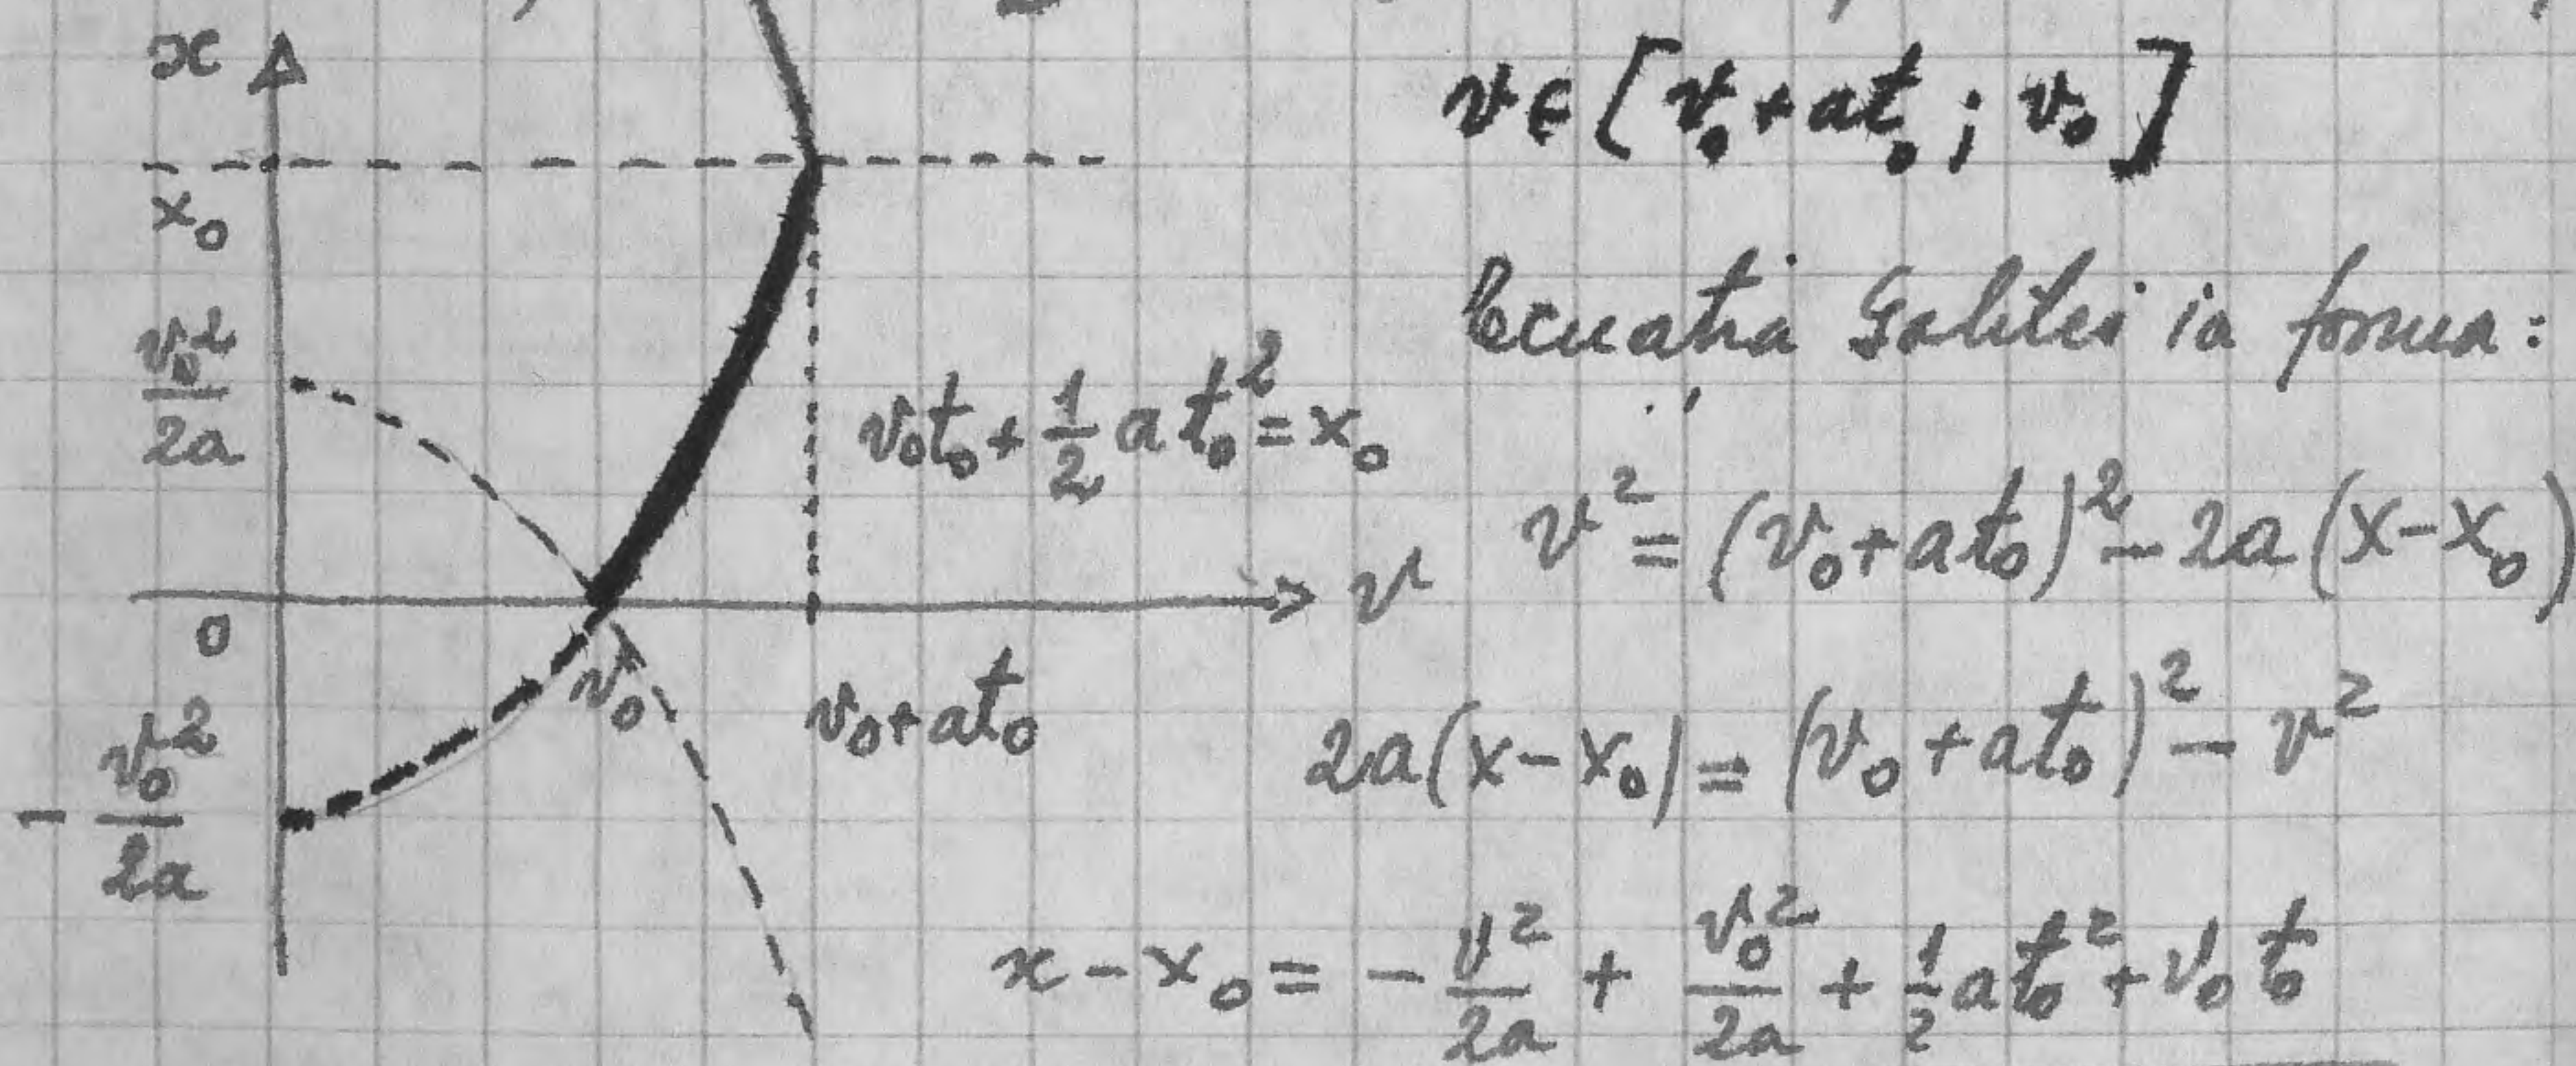 x
v∈[v₀+at₀; v₀]
x₀
Ecuația Galilei ia forma:
v₀²/2a
v₀t₀+½at₀²=x₀
v²=(v₀+at₀)²-2a(x-x₀)
v
0
v₀
v₀+at₀
-v₀²/2a
2a(x-x₀)=(v₀+at₀)²-v²
x-x₀=-v²/2a+v₀²/2a+½at₀²+v₀t₀